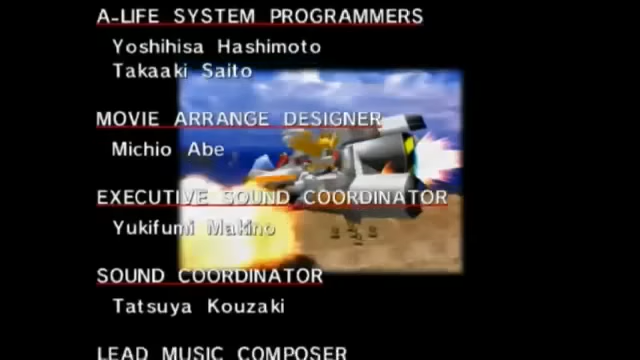 A-LIFE SYSTEM PROGRAMMERS
Yoshihisa Hashimoto
Takaaki Saito
MOVIE ARRANGE DESIGNER
Michio Abe
EXECUTIVE SOUND COORDINATOR
Yukifumi Makino
SOUND COORDINATOR
Tatsuya Kouzaki
LEAD MUSIC COMPOSER